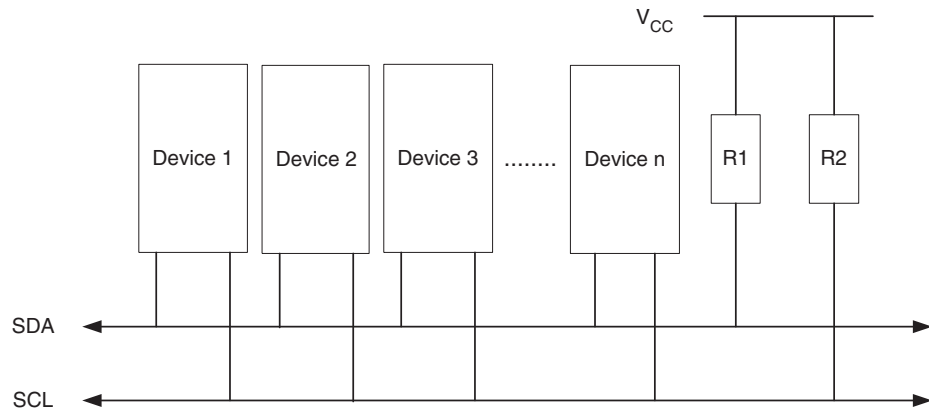 VCC
Device 1
Device 2
Device 3
........
Device n
R1
R2
SDA
SCL